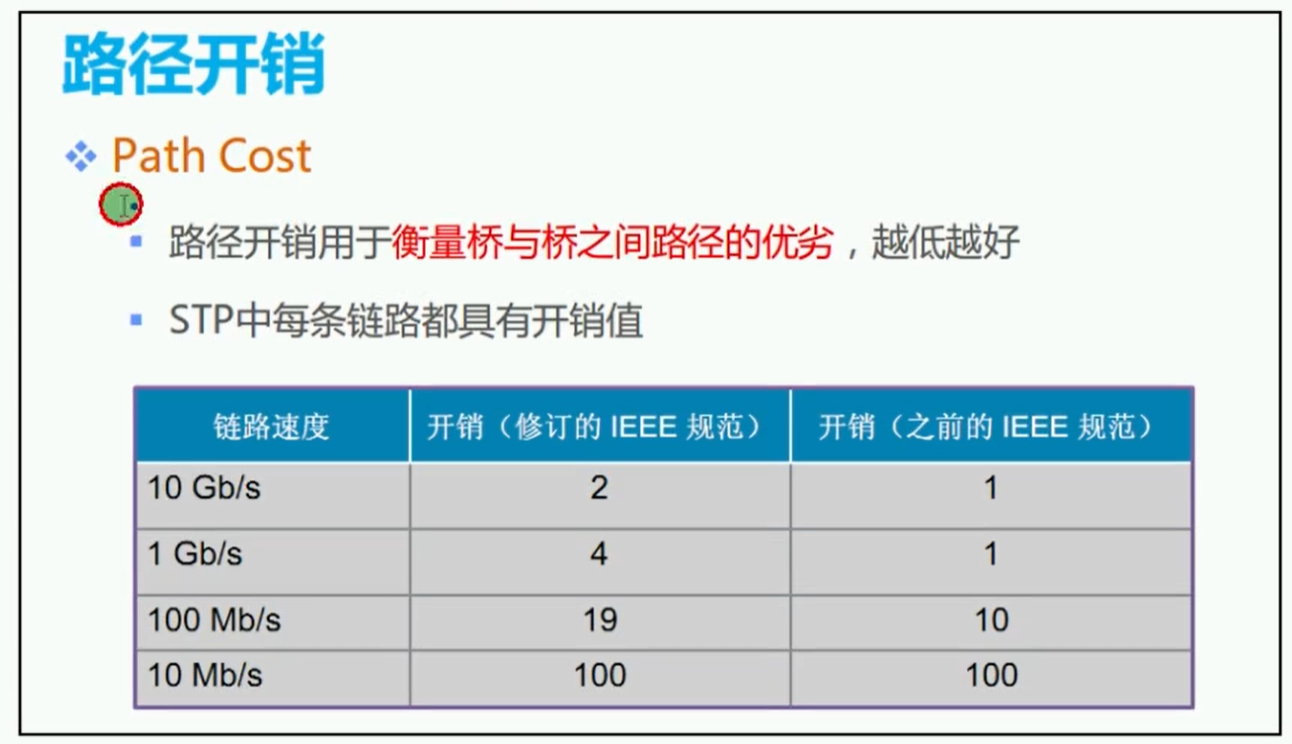 路径开销
Path Cost
路径开销用于衡量桥与桥之间路径的优劣，越低越好
STP中每条链路都具有开销值
链路速度 开销（修订的 IEEE 规范） 开销（之前的 IEEE 规范）
10 Gb/s 2 1
1 Gb/s 4 1
100 Mb/s 19 10
10 Mb/s 100 100